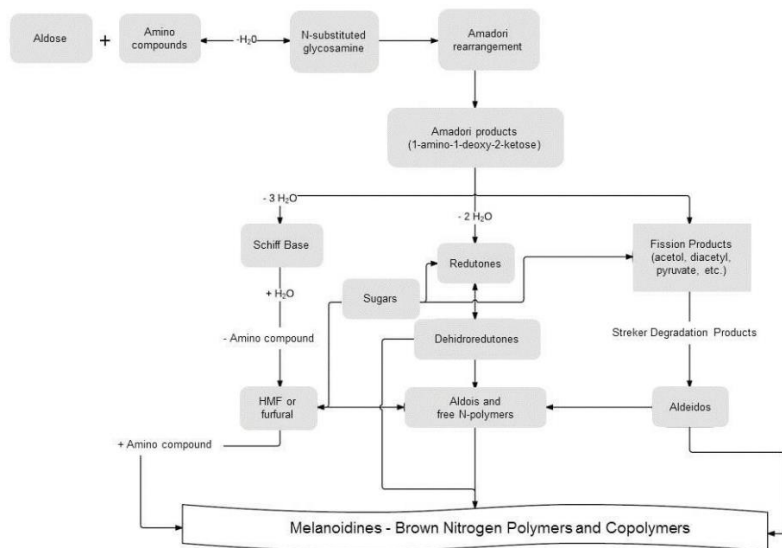 Aldose
+
Amino
compounds
-H₂0
N-substituted
glycosamine
Amadori
rearrangement
Amadori products
(1-amino-1-deoxy-2-ketose)
- 3 H₂O
- 2 H₂O
Schiff Base
Redutones
Fission Products
(acetol, diacetyl,
pyruvate, etc.)
+ H₂O
Sugars
- Amino compound
Dehidroredutones
Streker Degradation Products
HMF or
furfural
Aldois and
free N-polymers
Aldeidos
+ Amino compound
Melanoidines - Brown Nitrogen Polymers and Copolymers